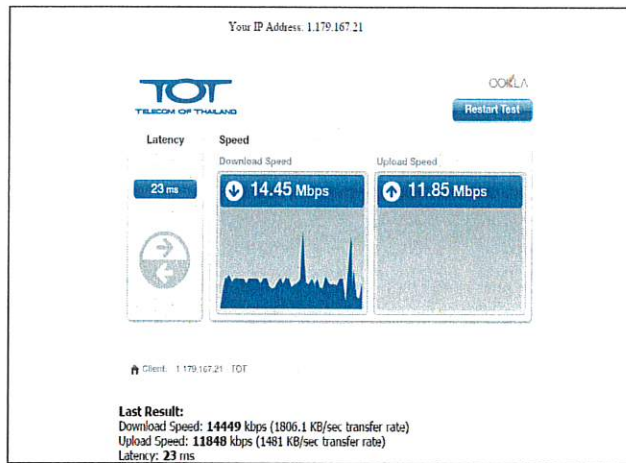 Your IP Address: 1.179.167.21
TOT
TELECOM OF THAILAND
OOKLA
Restart Test
Latency
Speed
Download Speed
Upload Speed
23 ms
14.45 Mbps
11.85 Mbps
Client: 1.179.167.21 TOT
Last Result:
Download Speed: 14449 kbps (1806.1 KB/sec transfer rate)
Upload Speed: 11848 kbps (1481 KB/sec transfer rate)
Latency: 23 ms